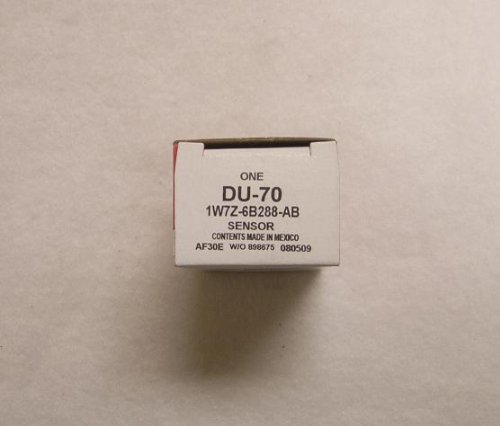 ONE
DU-70
1W7Z-6B288-AB
SENSOR
CONTENTS MADE IN MEXICO
AF30E W/O 898675 080509